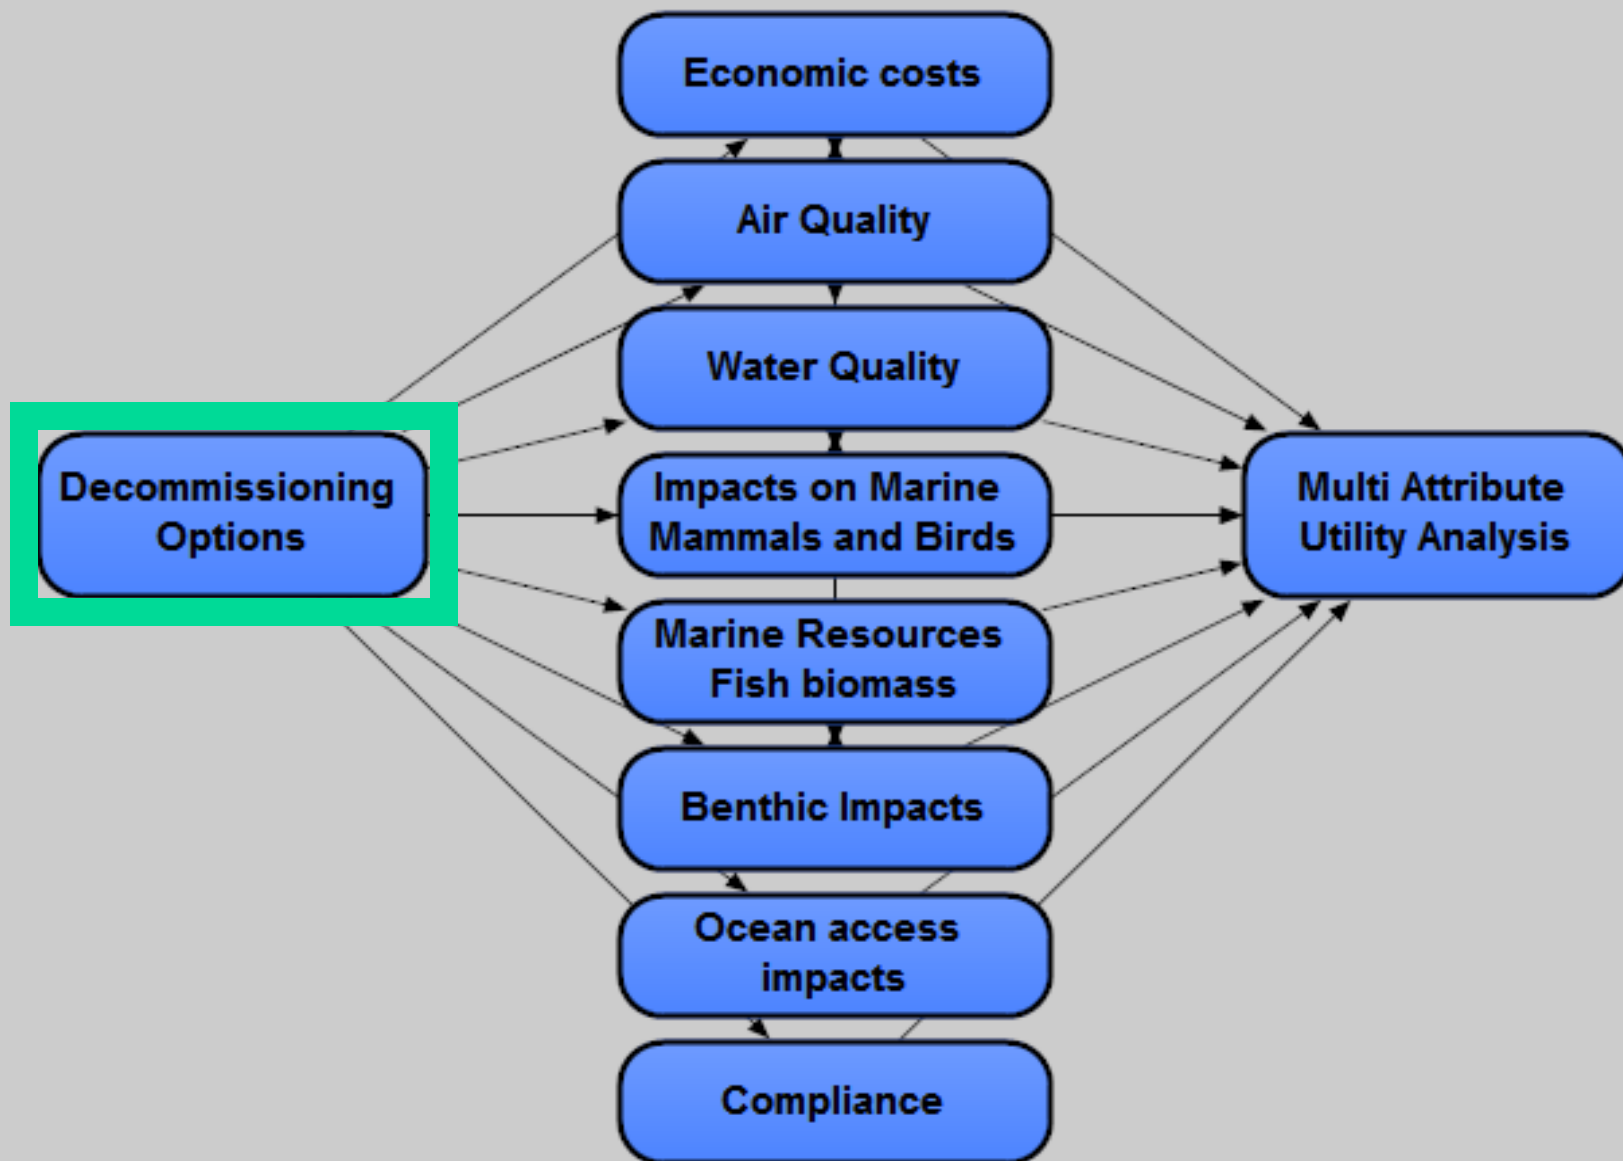 Economic costs
Air Quality
Water Quality
Decommissioning
Options
Impacts on Marine
Mammals and Birds
Multi Attribute
Utility Analysis
Marine Resources
Fish biomass
Benthic Impacts
Ocean access
impacts
Compliance